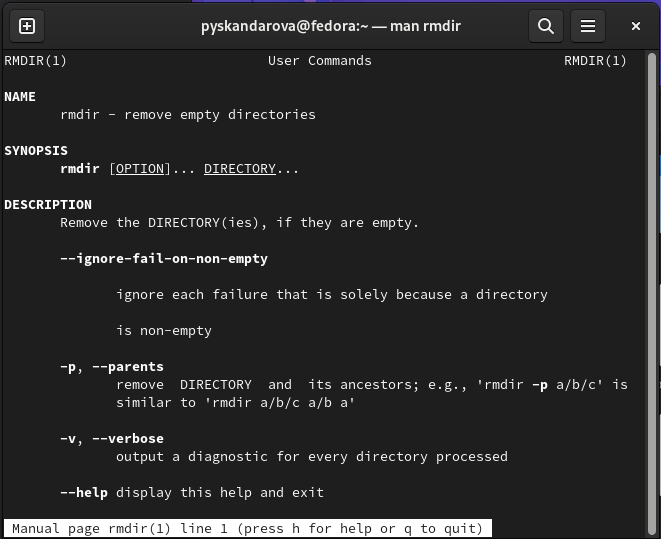 pyskandarova@fedora:~ — man rmdir
RMDIR(1) User Commands RMDIR(1)
NAME
rmdir - remove empty directories
SYNOPSIS
rmdir [OPTION]... DIRECTORY...
DESCRIPTION
Remove the DIRECTORY(ies), if they are empty.
--ignore-fail-on-non-empty
ignore each failure that is solely because a directory
is non-empty
-p, --parents
remove DIRECTORY and its ancestors; e.g., 'rmdir -p a/b/c' is
similar to 'rmdir a/b/c a/b a'
-v, --verbose
output a diagnostic for every directory processed
--help display this help and exit
Manual page rmdir(1) line 1 (press h for help or q to quit)